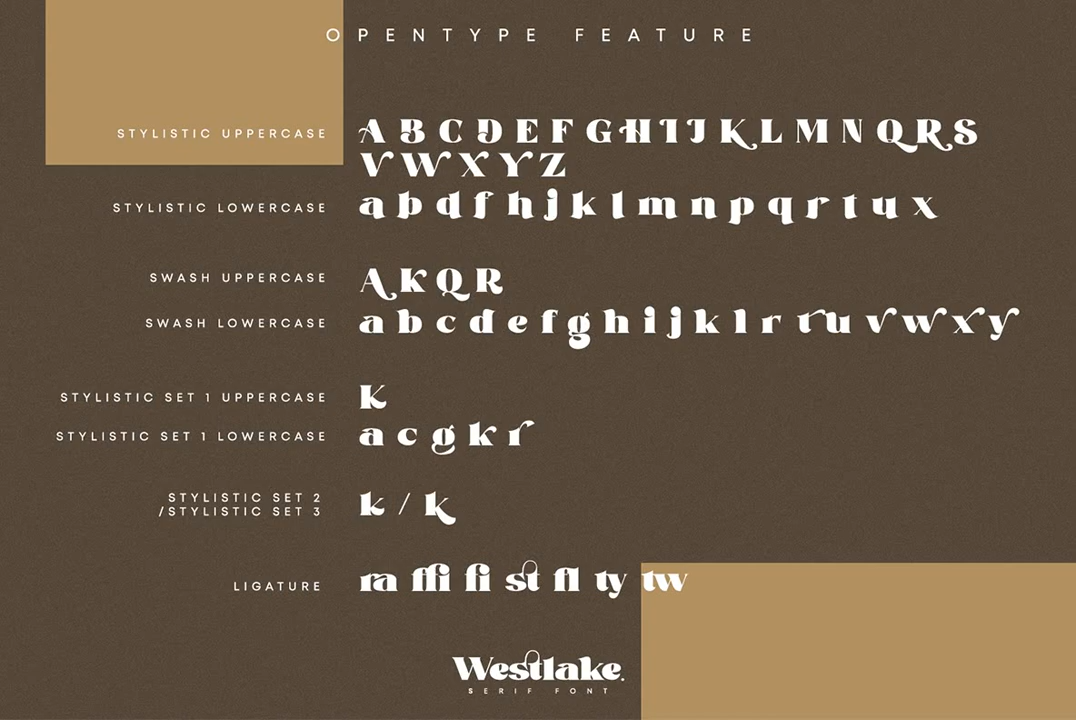 OPENTYPE FEATURE
STYLISTIC UPPERCASE A B C D E F G H I J K L M N Q R S
V W X Y Z
STYLISTIC LOWERCASE a b d f h j k l m n p q r t u x
SWASH UPPERCASE A K Q R
SWASH LOWERCASE a b c d e f g h i j k l r t u v w x y
STYLISTIC SET 1 UPPERCASE K
STYLISTIC SET 1 LOWERCASE a c g k r
STYLISTIC SET 2
/STYLISTIC SET 3 k / k
LIGATURE ra ffi fi st fl ty tw
Westlake.
SERIF FONT